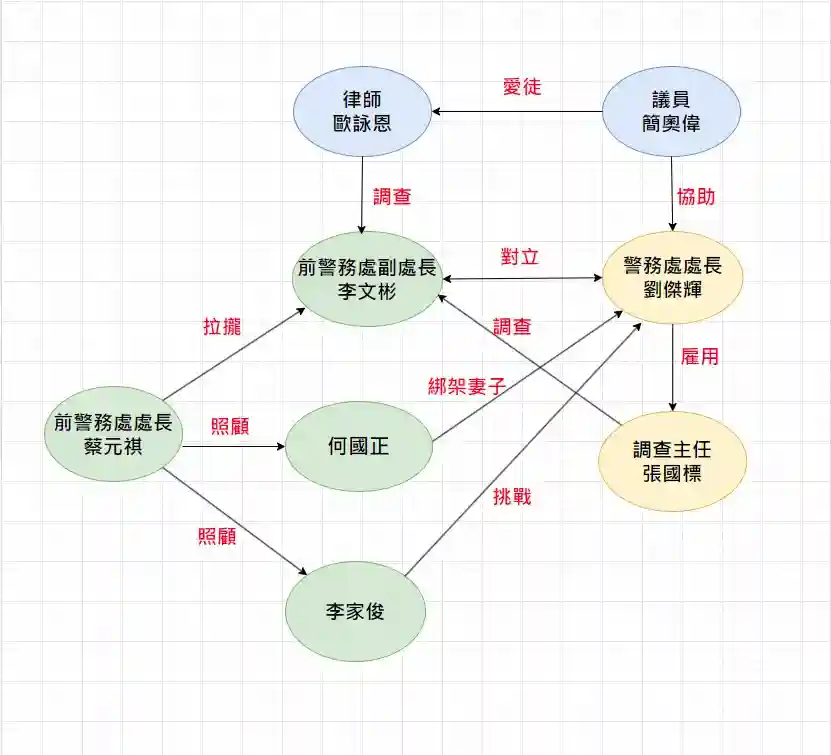 愛徒
律師
歐詠恩
議員
簡奧偉
調查
協助
前警務處副處長
李文彬
對立
警務處處長
劉傑輝
拉攏
調查
雇用
綁架妻子
前警務處處長
蔡元祺
照顧
何國正
調查主任
張國標
挑戰
照顧
李家俊